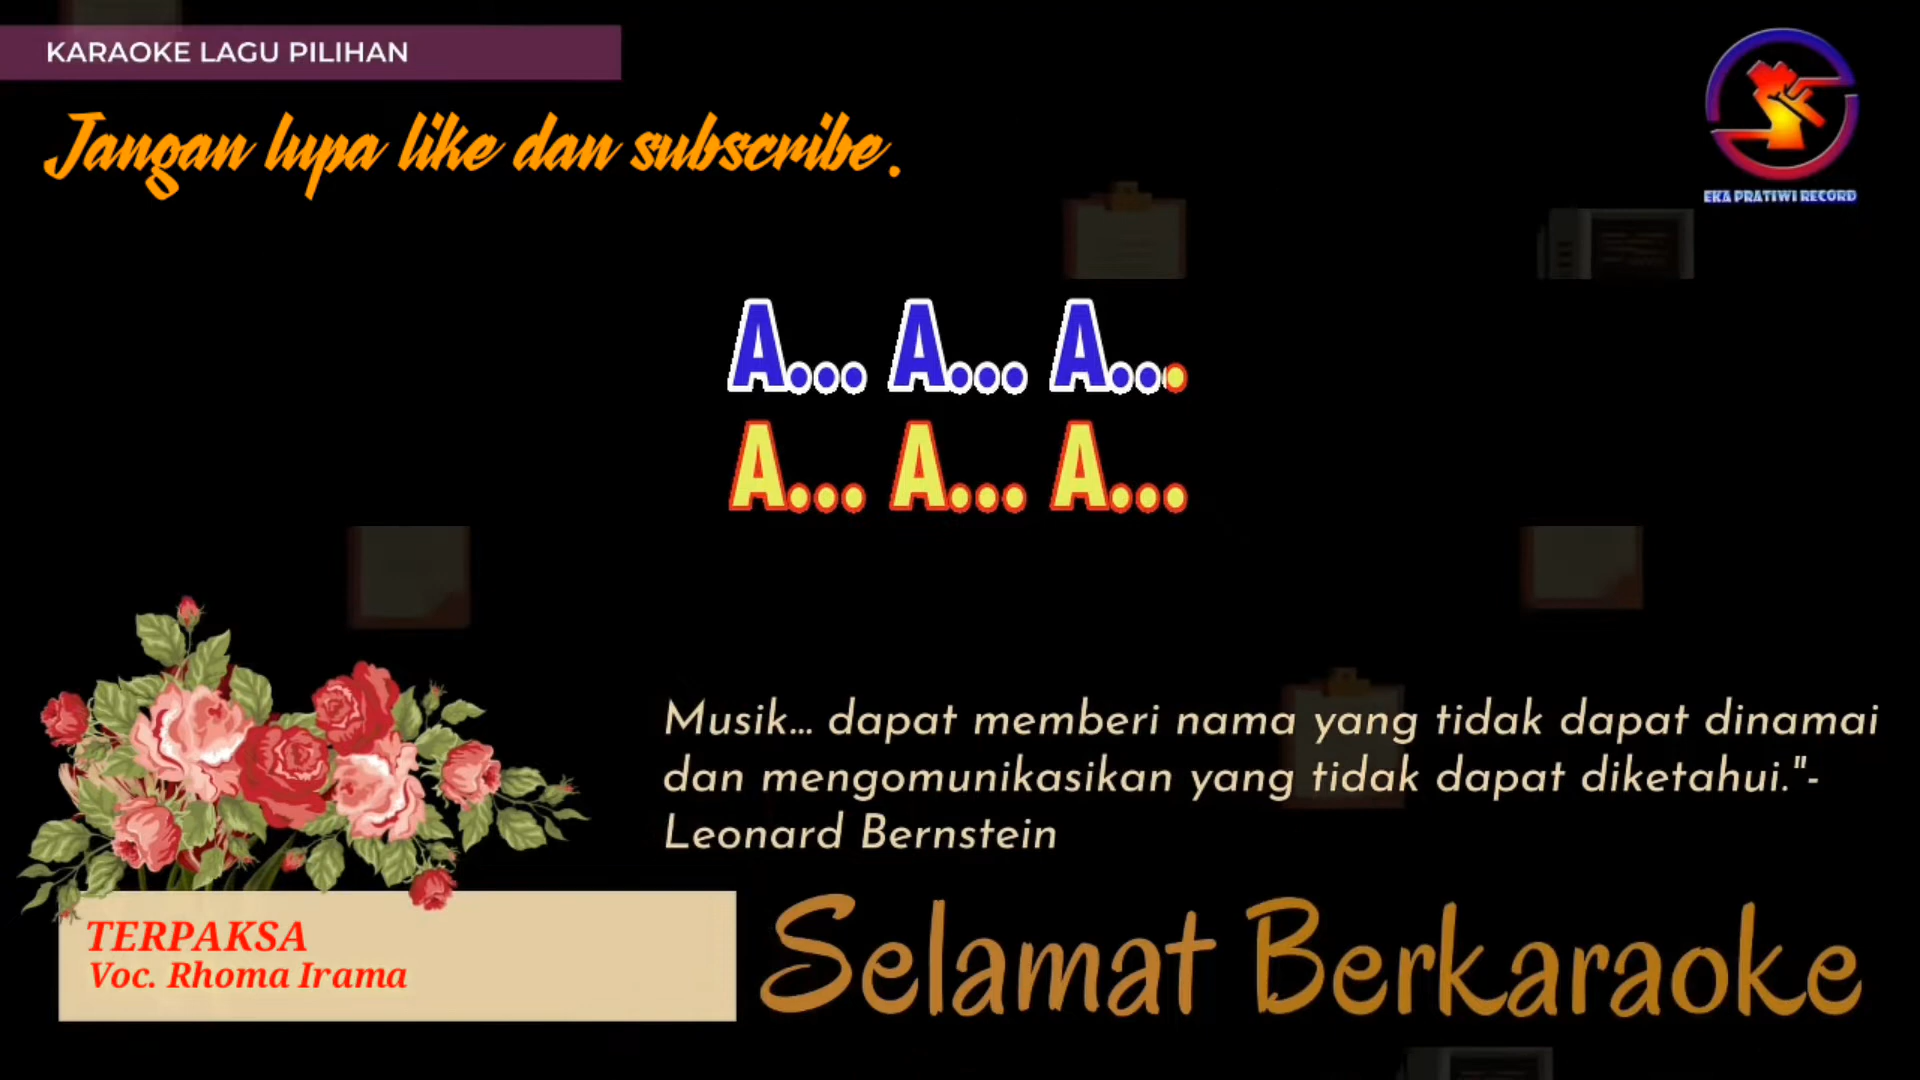 KARAOKE LAGU PILIHAN
Jangan lupa like dan subscribe.
EKA PRATIWI RECORD
A... A... A...
A... A... A...
Musik... dapat memberi nama yang tidak dapat dinamai
dan mengomunikasikan yang tidak dapat diketahui."-
Leonard Bernstein
TERPAKSA
Voc. Rhoma Irama
Selamat Berkaraoke